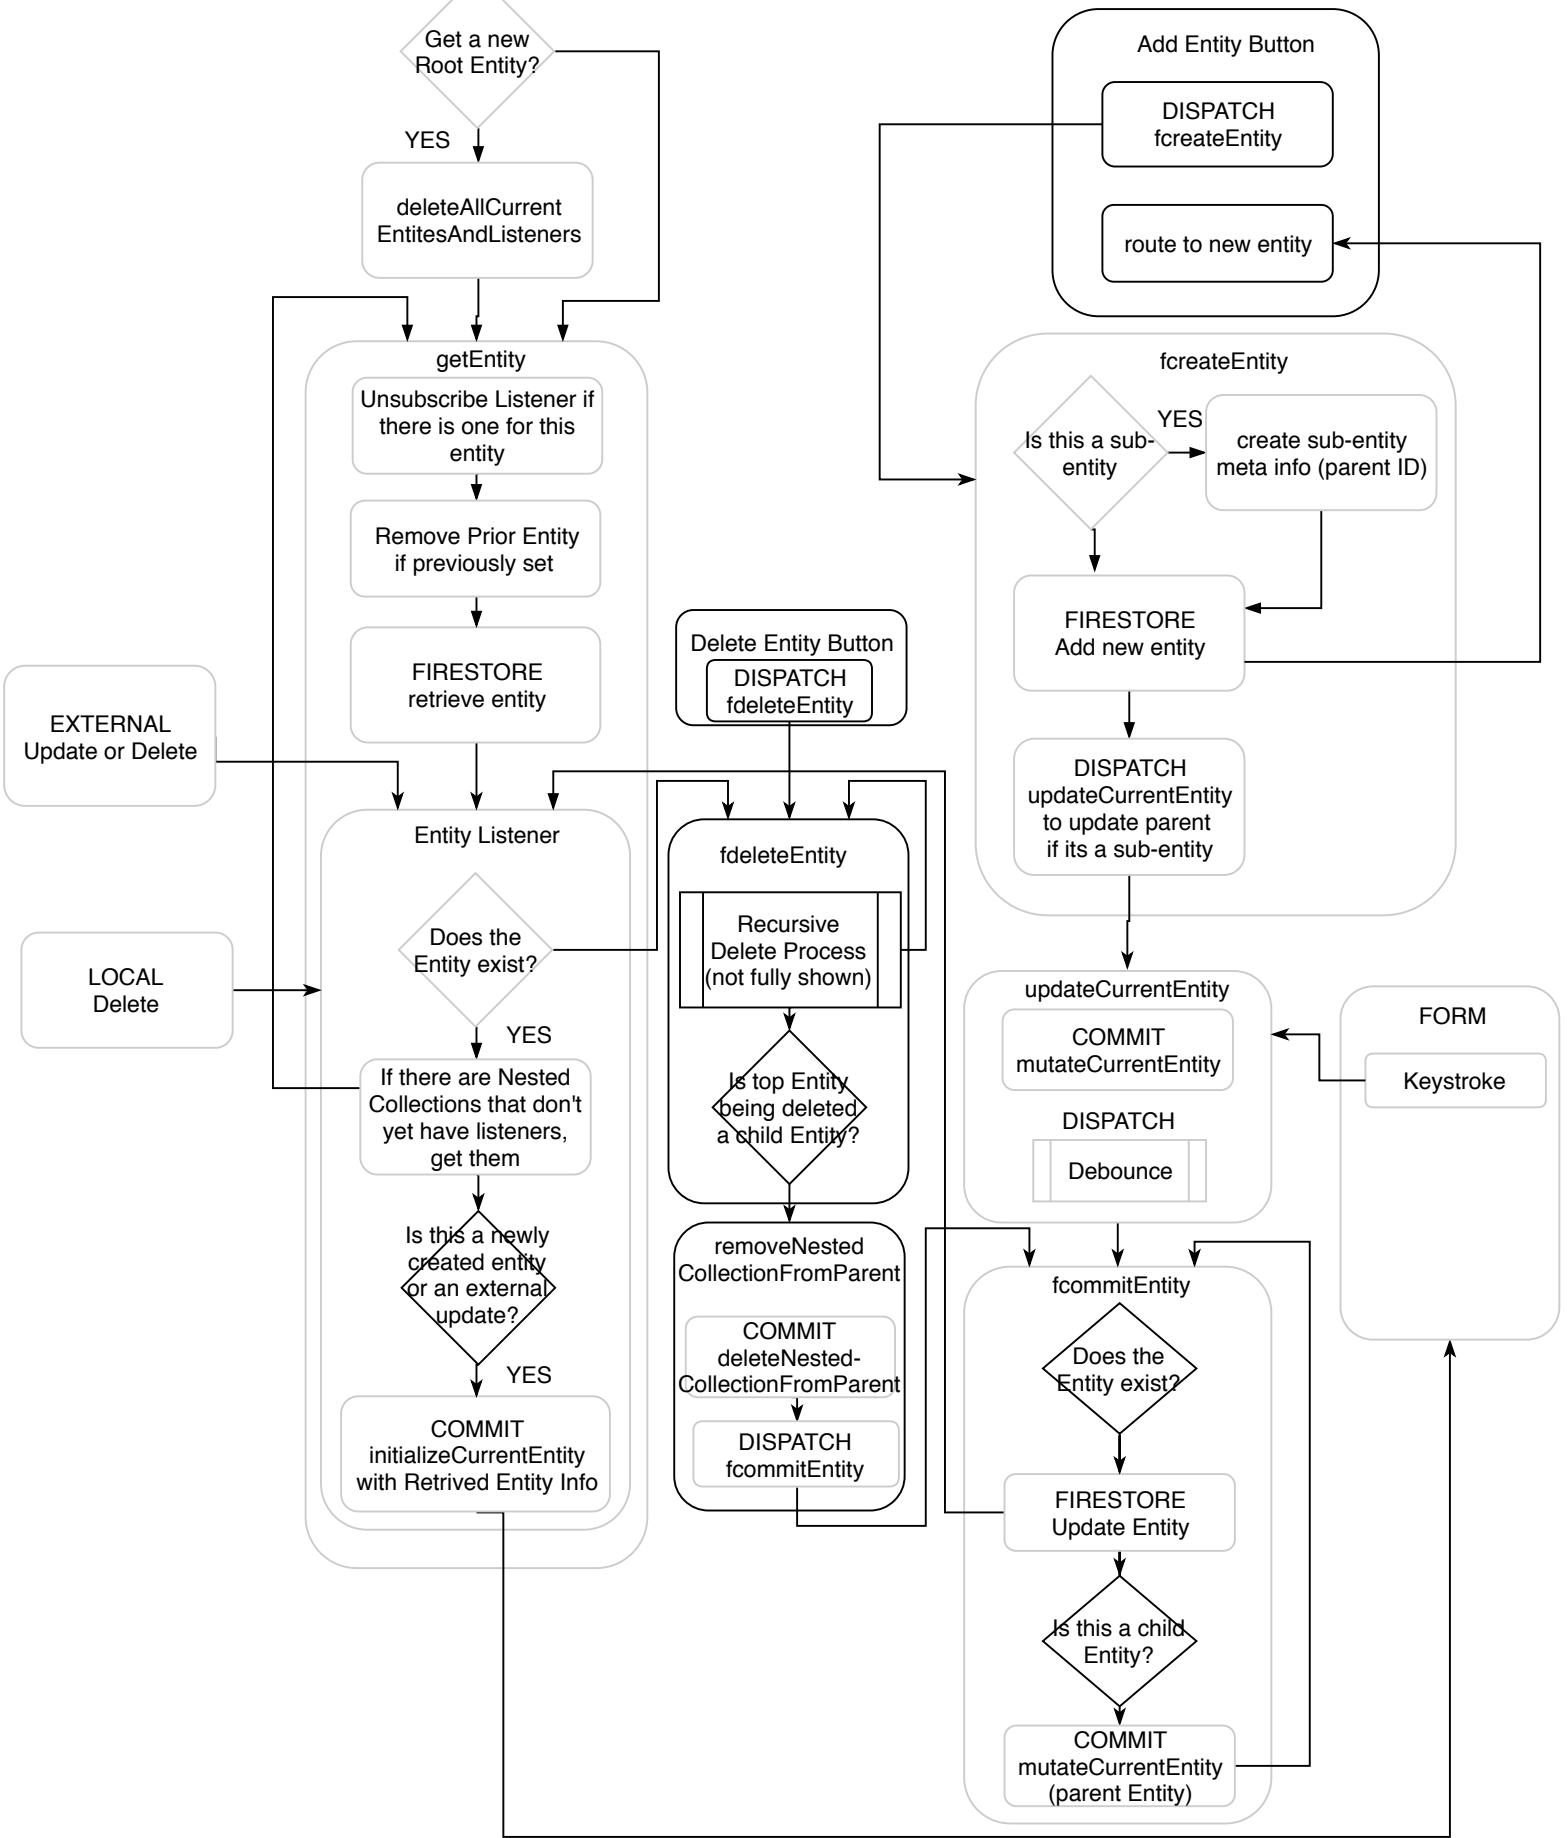 Get a new
Root Entity?
YES
deleteAllCurrent
EntitesAndListeners
getEntity
Unsubscribe Listener if
there is one for this
entity
Remove Prior Entity
if previously set
FIRESTORE
retrieve entity
EXTERNAL
Update or Delete
LOCAL
Delete
Entity Listener
Does the
Entity exist?
YES
If there are Nested
Collections that don't
yet have listeners,
get them
Is this a newly
created entity
or an external
update?
YES
COMMIT
initializeCurrentEntity
with Retrived Entity Info
Delete Entity Button
DISPATCH
fdeleteEntity
fdeleteEntity
Recursive
Delete Process
(not fully shown)
Is top Entity
being deleted
a child Entity?
removeNested
CollectionFromParent
COMMIT
deleteNested-
CollectionFromParent
DISPATCH
fcommitEntity
Add Entity Button
DISPATCH
fcreateEntity
route to new entity
fcreateEntity
Is this a sub-
entity
YES
create sub-entity
meta info (parent ID)
FIRESTORE
Add new entity
DISPATCH
updateCurrentEntity
to update parent
if its a sub-entity
updateCurrentEntity
COMMIT
mutateCurrentEntity
DISPATCH
Debounce
FORM
Keystroke
fcommitEntity
Does the
Entity exist?
FIRESTORE
Update Entity
Is this a child
Entity?
COMMIT
mutateCurrentEntity
(parent Entity)